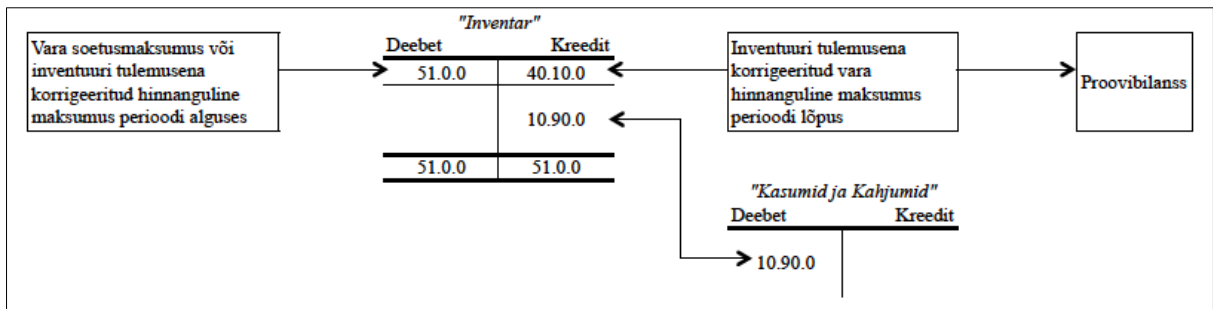 "Inventar"
Deebet Kreedit
Vara soetusmaksumus või
inventuuri tulemusena
korrigeeritud hinnanguline
maksumus perioodi alguses
51.0.0 40.10.0
10.90.0
51.0.0 51.0.0
Inventuuri tulemusena
korrigeeritud vara
hinnanguline maksumus
perioodi lõpus
Proovibilanss
"Kasumid ja Kahjumid"
Deebet Kreedit
10.90.0